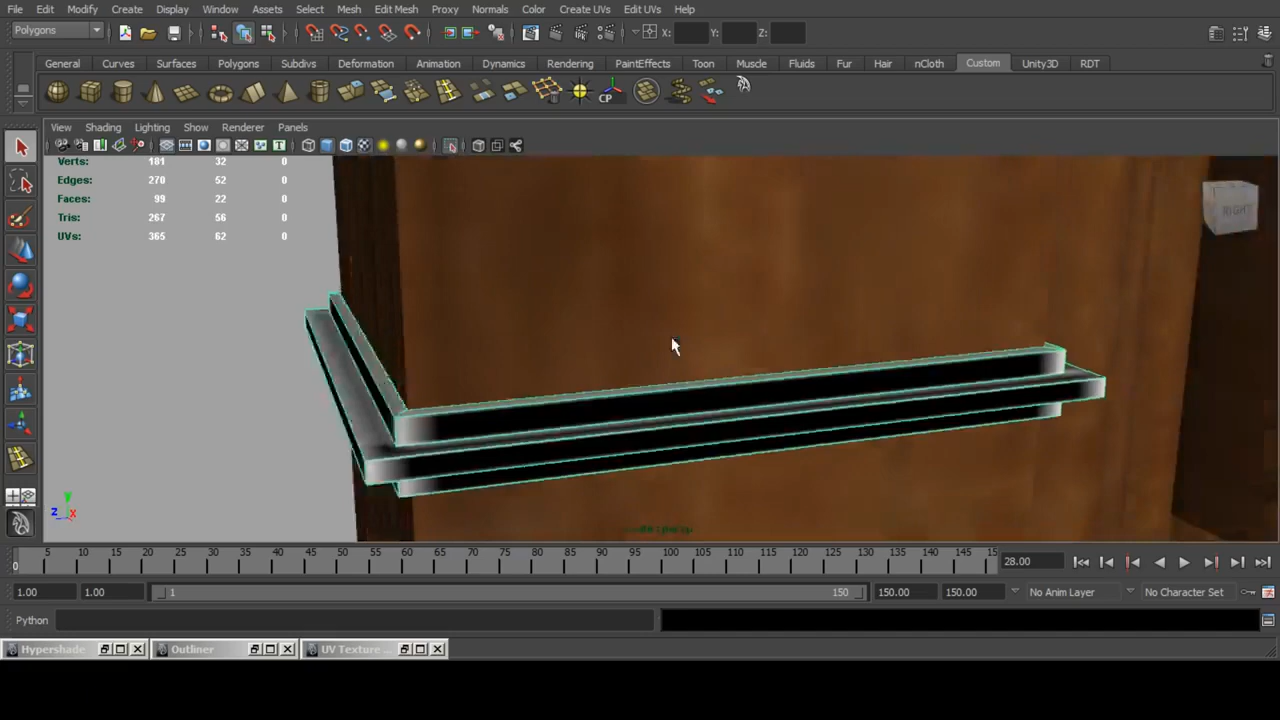 File Edit Modify Create Display Window Assets Select Mesh Edit Mesh Proxy Normals Color Create UVs Edit UVs Help
Polygons X: Y: Z:
General Curves Surfaces Polygons Subdivs Deformation Animation Dynamics Rendering PaintEffects Toon Muscle Fluids Fur Hair nCloth Custom Unity3D RDT
CP
View Shading Lighting Show Renderer Panels
Verts: 181 32 0
Edges: 270 52 0
Faces: 99 22 0
Tris: 267 56 0
UVs: 365 62 0
RIGHT
Y
Z X
5 10 15 20 25 30 35 40 45 50 55 60 65 70 75 80 85 90 95 100 105 110 115 120 125 130 135 140 145 15
0
28.00
1.00 1.00 1 150 150.00 150.00 No Anim Layer No Character Set
Python
Hypershade Outliner UV Texture ...